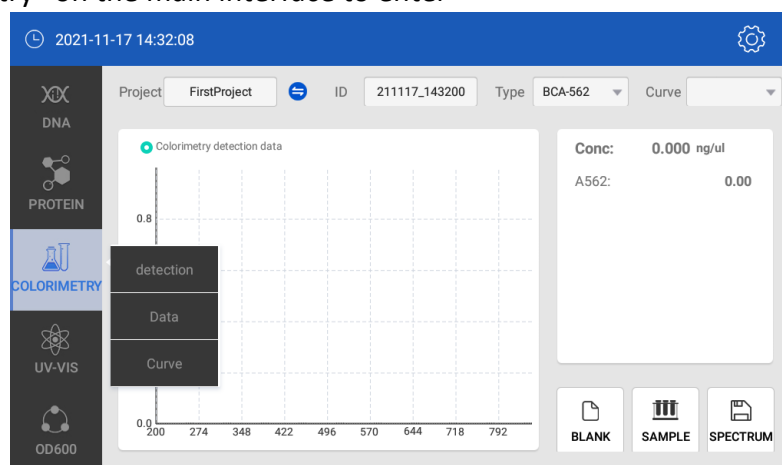 ry" on the main interface to enter
2021-11-17 14:32:08
DNA
PROTEIN
COLORIMETRY
UV-VIS
OD600
Project FirstProject ID 211117_143200 Type BCA-562 Curve
Colorimetry detection data
0.8
0.0
200 274 348 422 496 570 644 718 792
detection
Data
Curve
Conc: 0.000 ng/ul
A562: 0.00
BLANK SAMPLE SPECTRUM